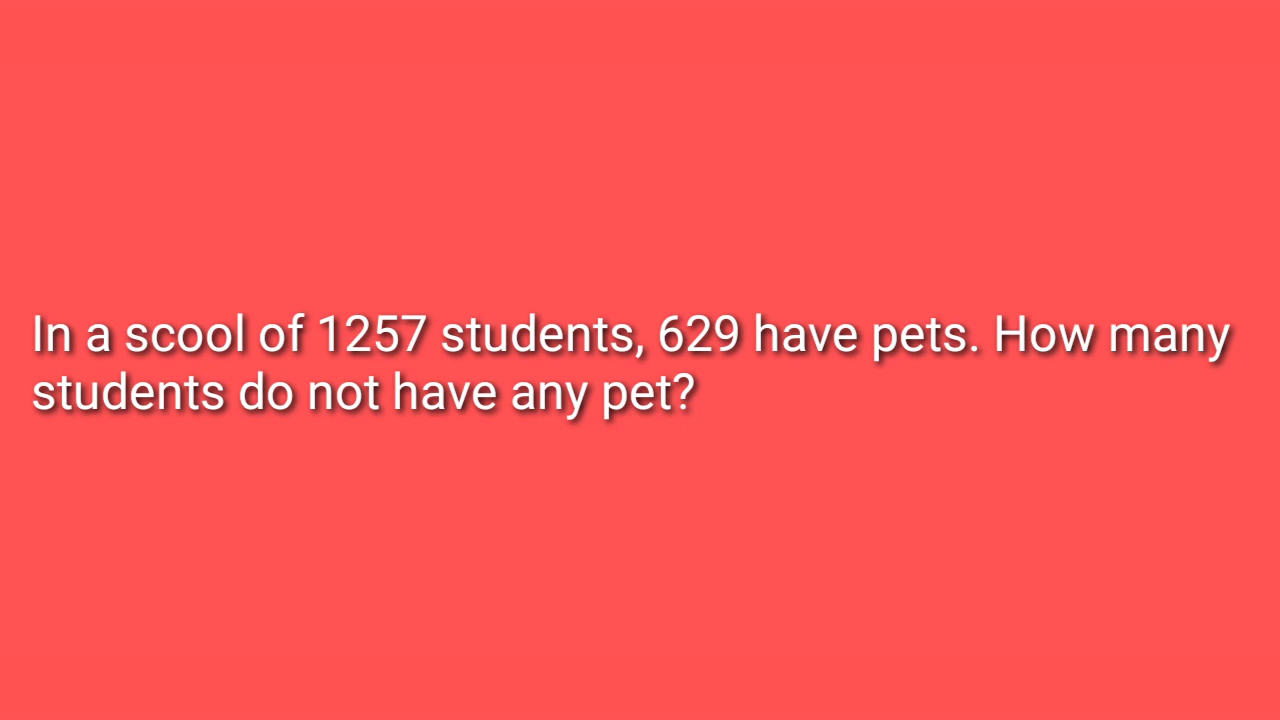 In a scool of 1257 students, 629 have pets. How many
students do not have any pet?